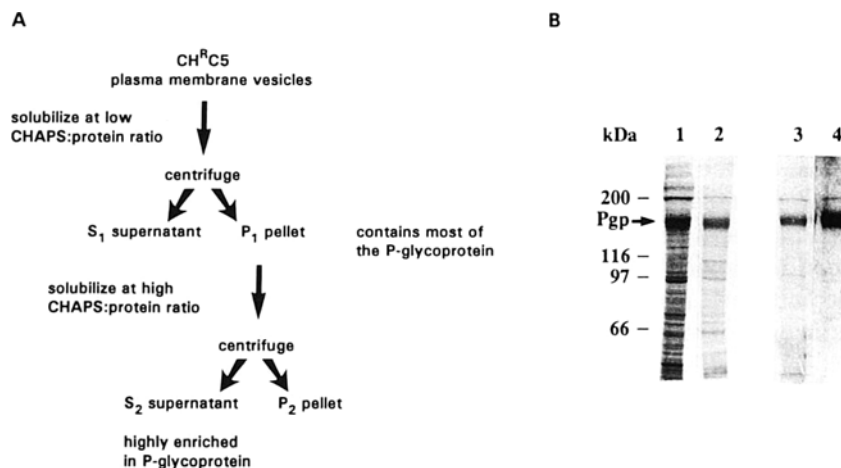 A
CHᴿC5
plasma membrane vesicles
solubilize at low
CHAPS:protein ratio
centrifuge
S₁ supernatant
P₁ pellet
contains most of
the P-glycoprotein
solubilize at high
CHAPS:protein ratio
centrifuge
S₂ supernatant
P₂ pellet
highly enriched
in P-glycoprotein
B
kDa 1 2 3 4
200 –
Pgp
116 –
97 –
66 –